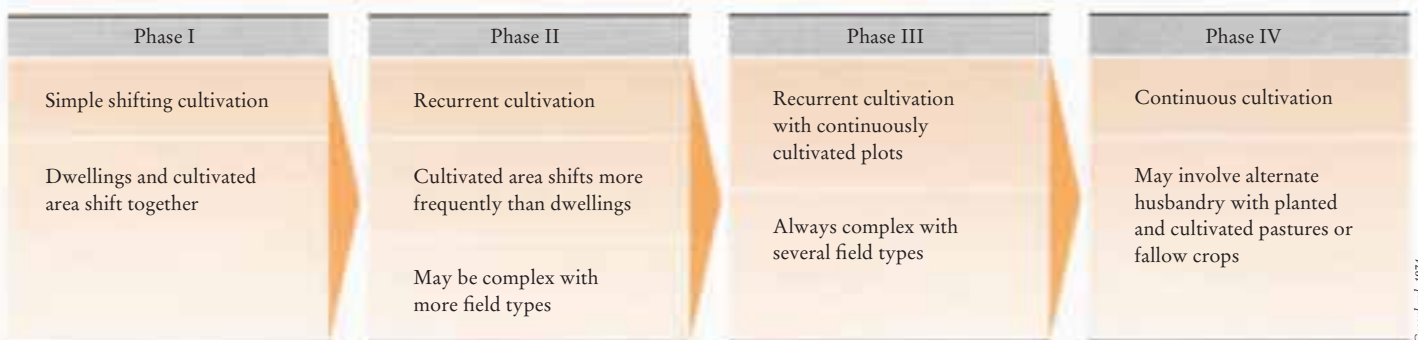 Phase I
Simple shifting cultivation
Dwellings and cultivated
area shift together
Phase II
Recurrent cultivation
Cultivated area shifts more
frequently than dwellings
May be complex with
more field types
Phase III
Recurrent cultivation
with continuously
cultivated plots
Always complex with
several field types
Phase IV
Continuous cultivation
May involve alternate
husbandry with planted
and cultivated pastures or
fallow crops